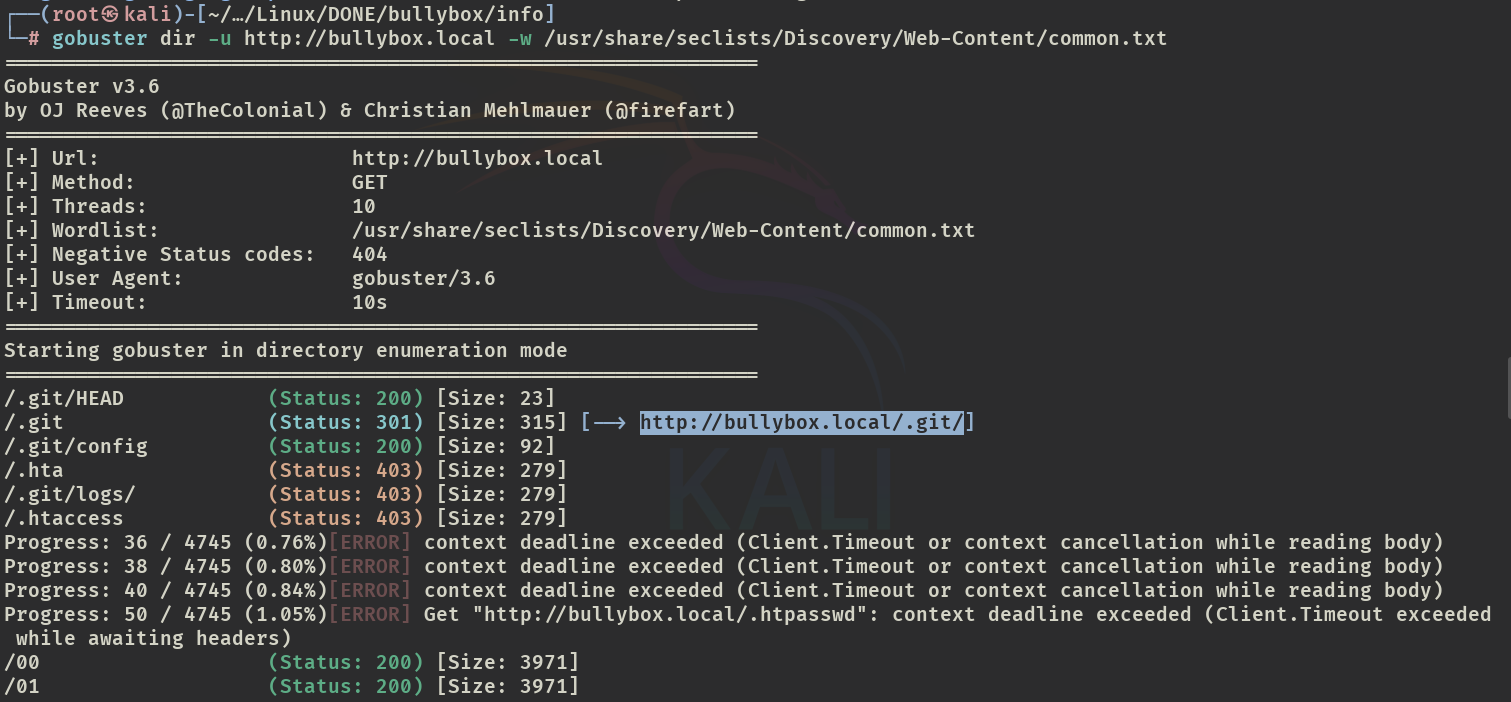 ┌──(root㉿kali)-[~/…/Linux/DONE/bullybox/info]
└─# gobuster dir -u http://bullybox.local -w /usr/share/seclists/Discovery/Web-Content/common.txt
===============================================================
Gobuster v3.6
by OJ Reeves (@TheColonial) & Christian Mehlmauer (@firefart)
===============================================================
[+] Url:                     http://bullybox.local
[+] Method:                  GET
[+] Threads:                 10
[+] Wordlist:                /usr/share/seclists/Discovery/Web-Content/common.txt
[+] Negative Status codes:   404
[+] User Agent:              gobuster/3.6
[+] Timeout:                 10s
===============================================================
Starting gobuster in directory enumeration mode
===============================================================
/.git/HEAD            (Status: 200) [Size: 23]
/.git                 (Status: 301) [Size: 315] [--> http://bullybox.local/.git/]
/.git/config          (Status: 200) [Size: 92]
/.hta                 (Status: 403) [Size: 279]
/.git/logs/           (Status: 403) [Size: 279]
/.htaccess            (Status: 403) [Size: 279]
KALI
Progress: 36 / 4745 (0.76%)[ERROR] context deadline exceeded (Client.Timeout or context cancellation while reading body)
Progress: 38 / 4745 (0.80%)[ERROR] context deadline exceeded (Client.Timeout or context cancellation while reading body)
Progress: 40 / 4745 (0.84%)[ERROR] context deadline exceeded (Client.Timeout or context cancellation while reading body)
Progress: 50 / 4745 (1.05%)[ERROR] Get "http://bullybox.local/.htpasswd": context deadline exceeded (Client.Timeout exceeded
 while awaiting headers)
/00                   (Status: 200) [Size: 3971]
/01                   (Status: 200) [Size: 3971]